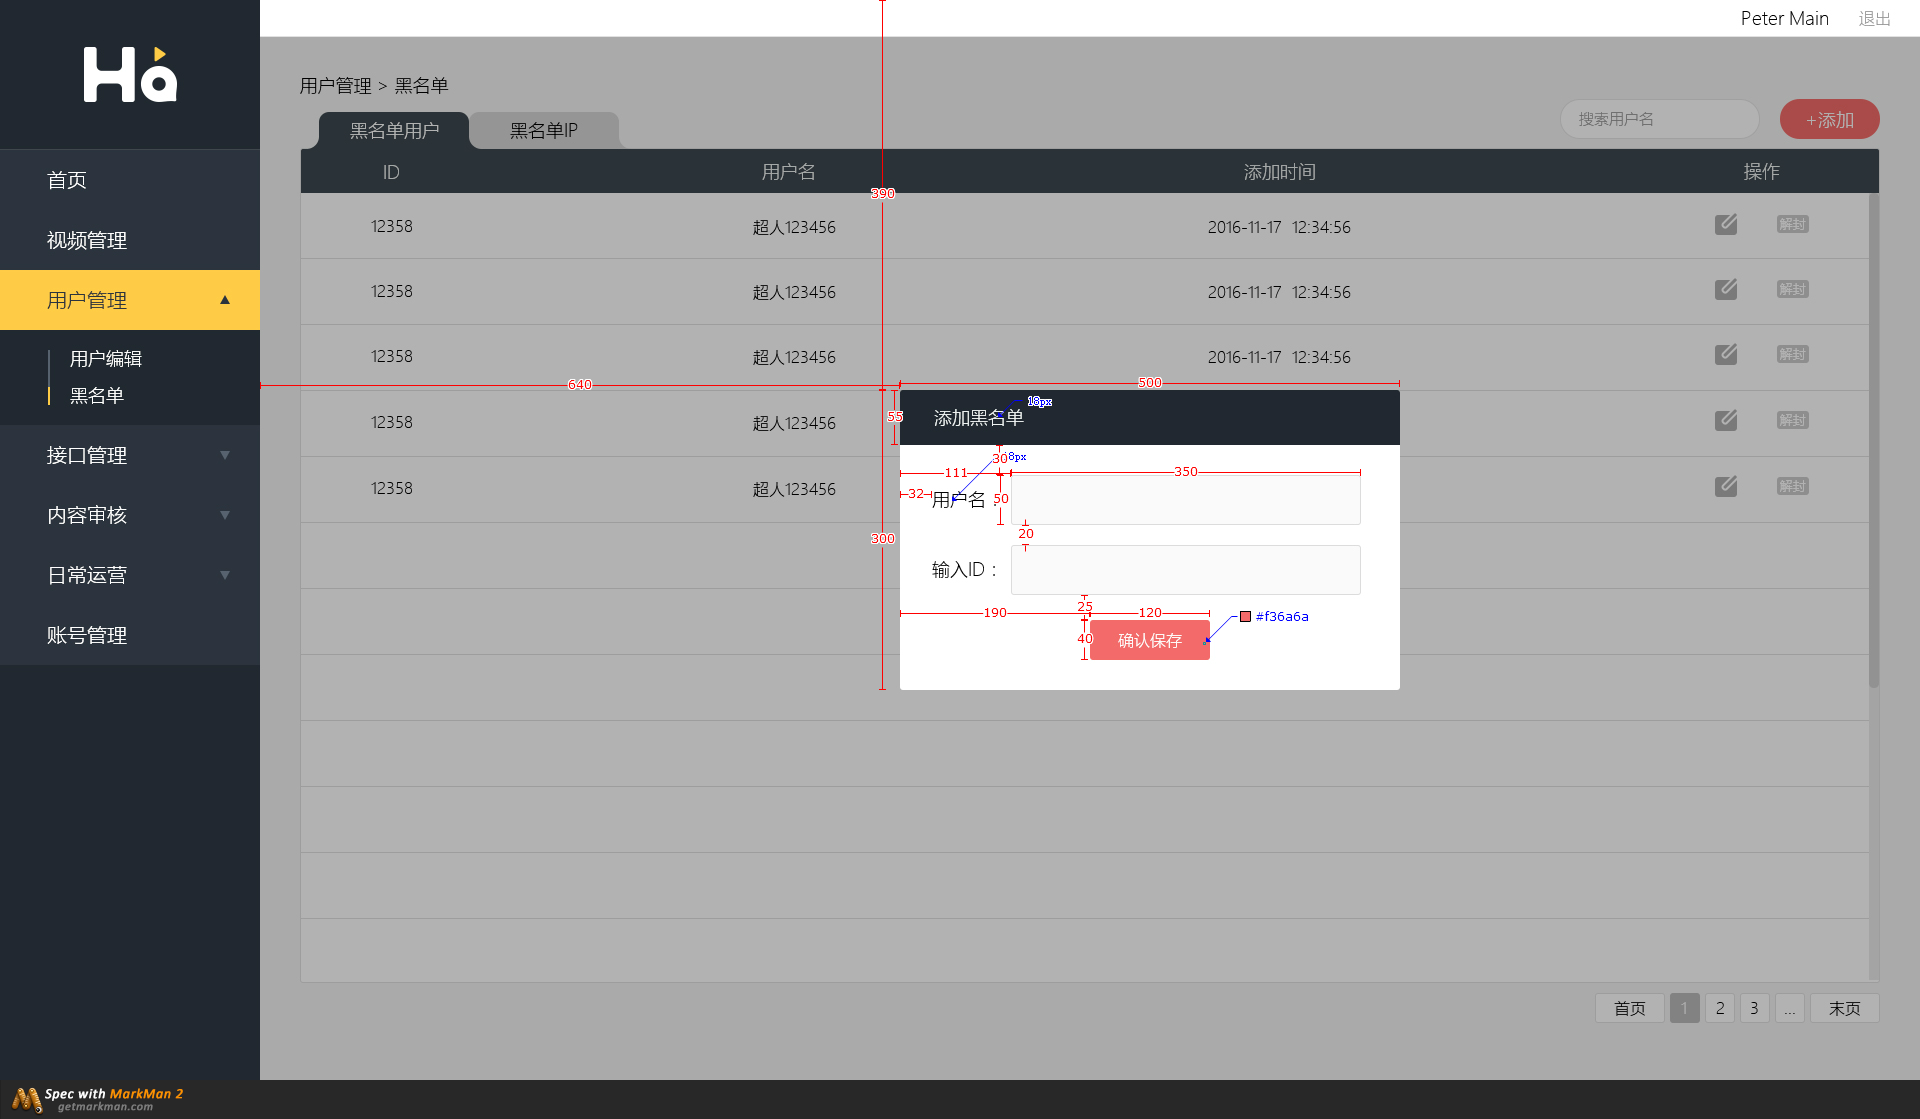 Peter Main 退出
Ha
用户管理 > 黑名单
黑名单用户 黑名单IP 搜索用户名 +添加
ID 用户名 添加时间 操作
12358 超人123456 2016-11-17 12:34:56 解封
12358 超人123456 2016-11-17 12:34:56 解封
12358 超人123456 2016-11-17 12:34:56 解封
12358 超人123456 解封
12358 超人123456 解封
首页
视频管理
用户管理
用户编辑
黑名单
接口管理
内容审核
日常运营
账号管理
390
640
500
55
添加黑名单 18px
30 8px
111 350
32 用户名： 50
20
300
输入ID：
190 25 120 #f36a6a
40 确认保存
首页 1 2 3 ... 末页
Spec with MarkMan 2
getmarkman.com